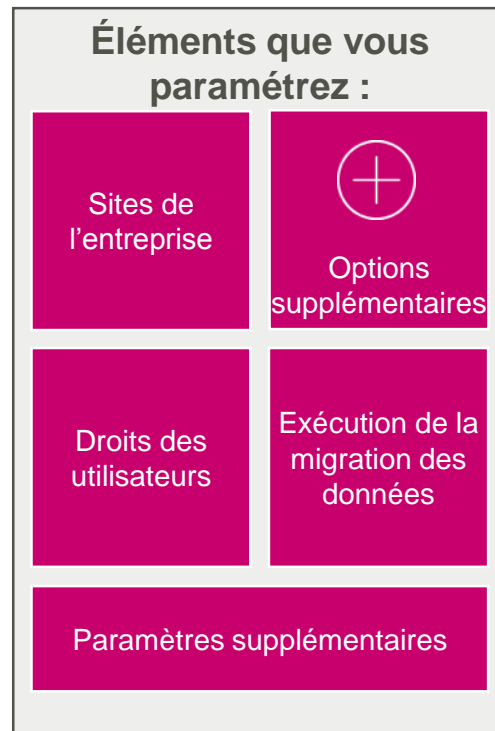 Éléments que vous
paramétrez :
Sites de
l’entreprise
Options
supplémentaires
Droits des
utilisateurs
Exécution de la
migration des
données
Paramètres supplémentaires